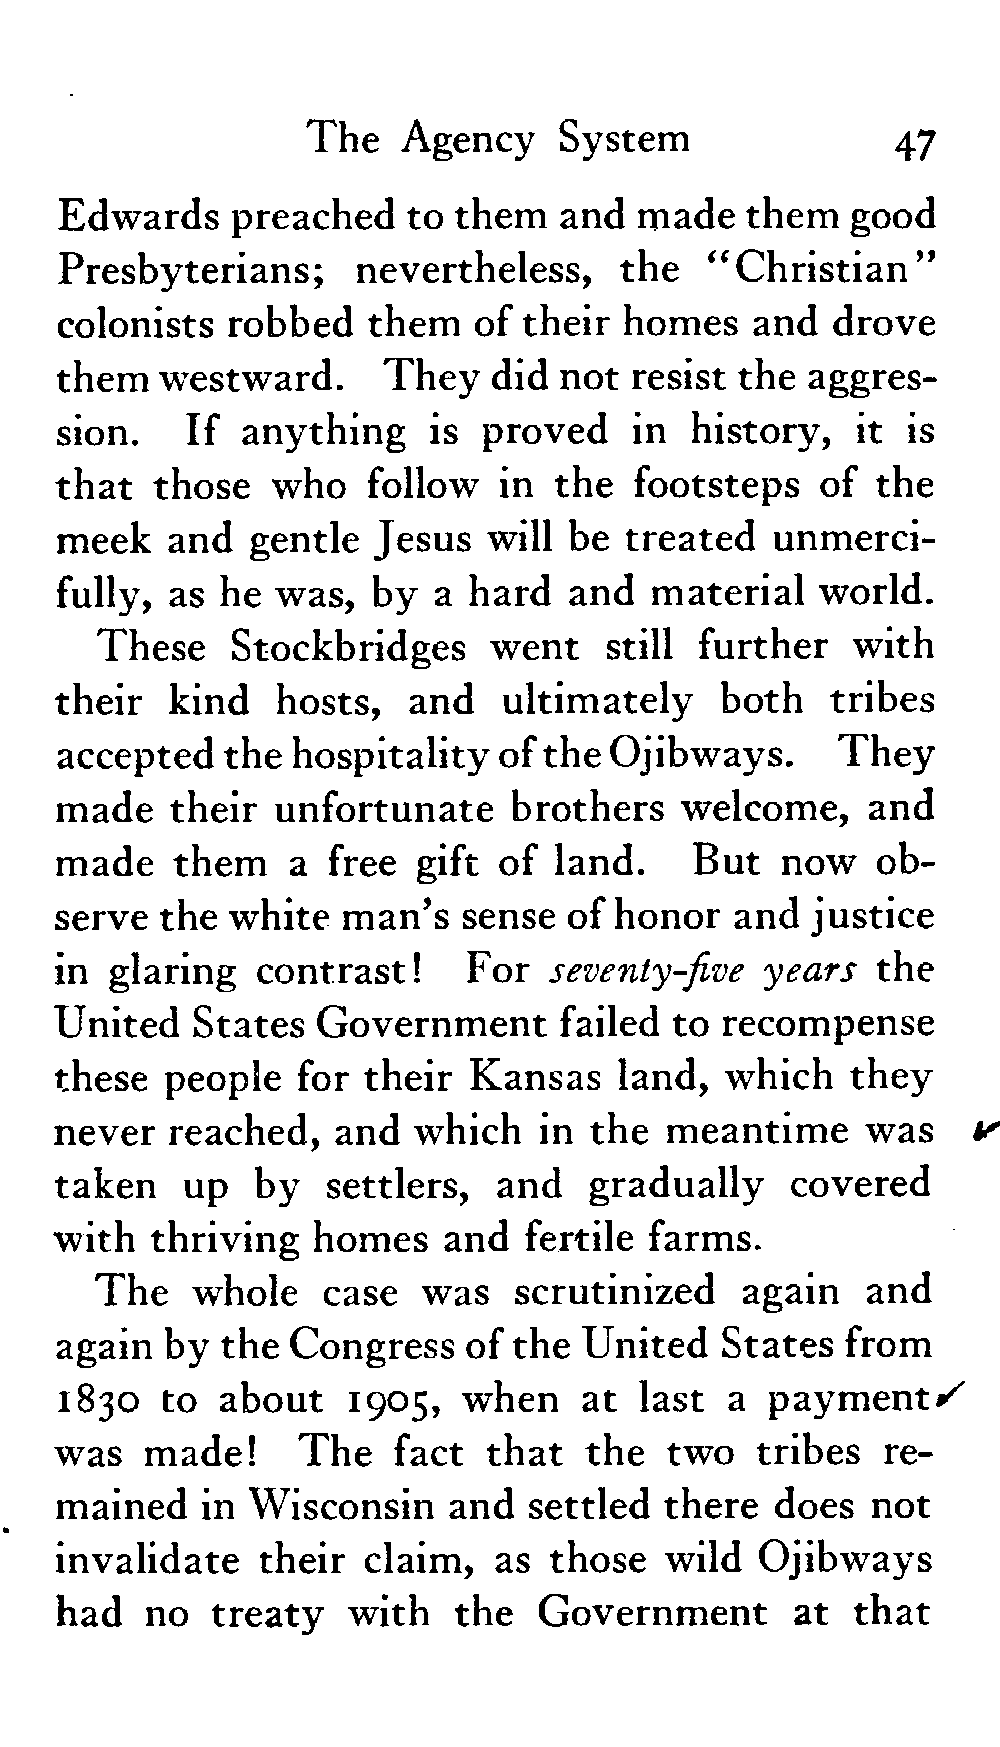 The Agency System 47
Edwards preached to them and made them good
Presbyterians; nevertheless, the "Christian"
colonists robbed them of their homes and drove
them westward. They did not resist the aggres-
sion. If anything is proved in history, it is
that those who follow in the footsteps of the
meek and gentle Jesus will be treated unmerci-
fully, as he was, by a hard and material world.
These Stockbridges went still further with
their kind hosts, and ultimately both tribes
accepted the hospitality of the Ojibways. They
made their unfortunate brothers welcome, and
made them a free gift of land. But now ob-
serve the white man's sense of honor and justice
in glaring contrast! For seventy-five years the
United States Government failed to recompense
these people for their Kansas land, which they
never reached, and which in the meantime was
taken up by settlers, and gradually covered
with thriving homes and fertile farms.
The whole case was scrutinized again and
again by the Congress of the United States from
1830 to about 1905, when at last a payment
was made! The fact that the two tribes re-
mained in Wisconsin and settled there does not
invalidate their claim, as those wild Ojibways
had no treaty with the Government at that